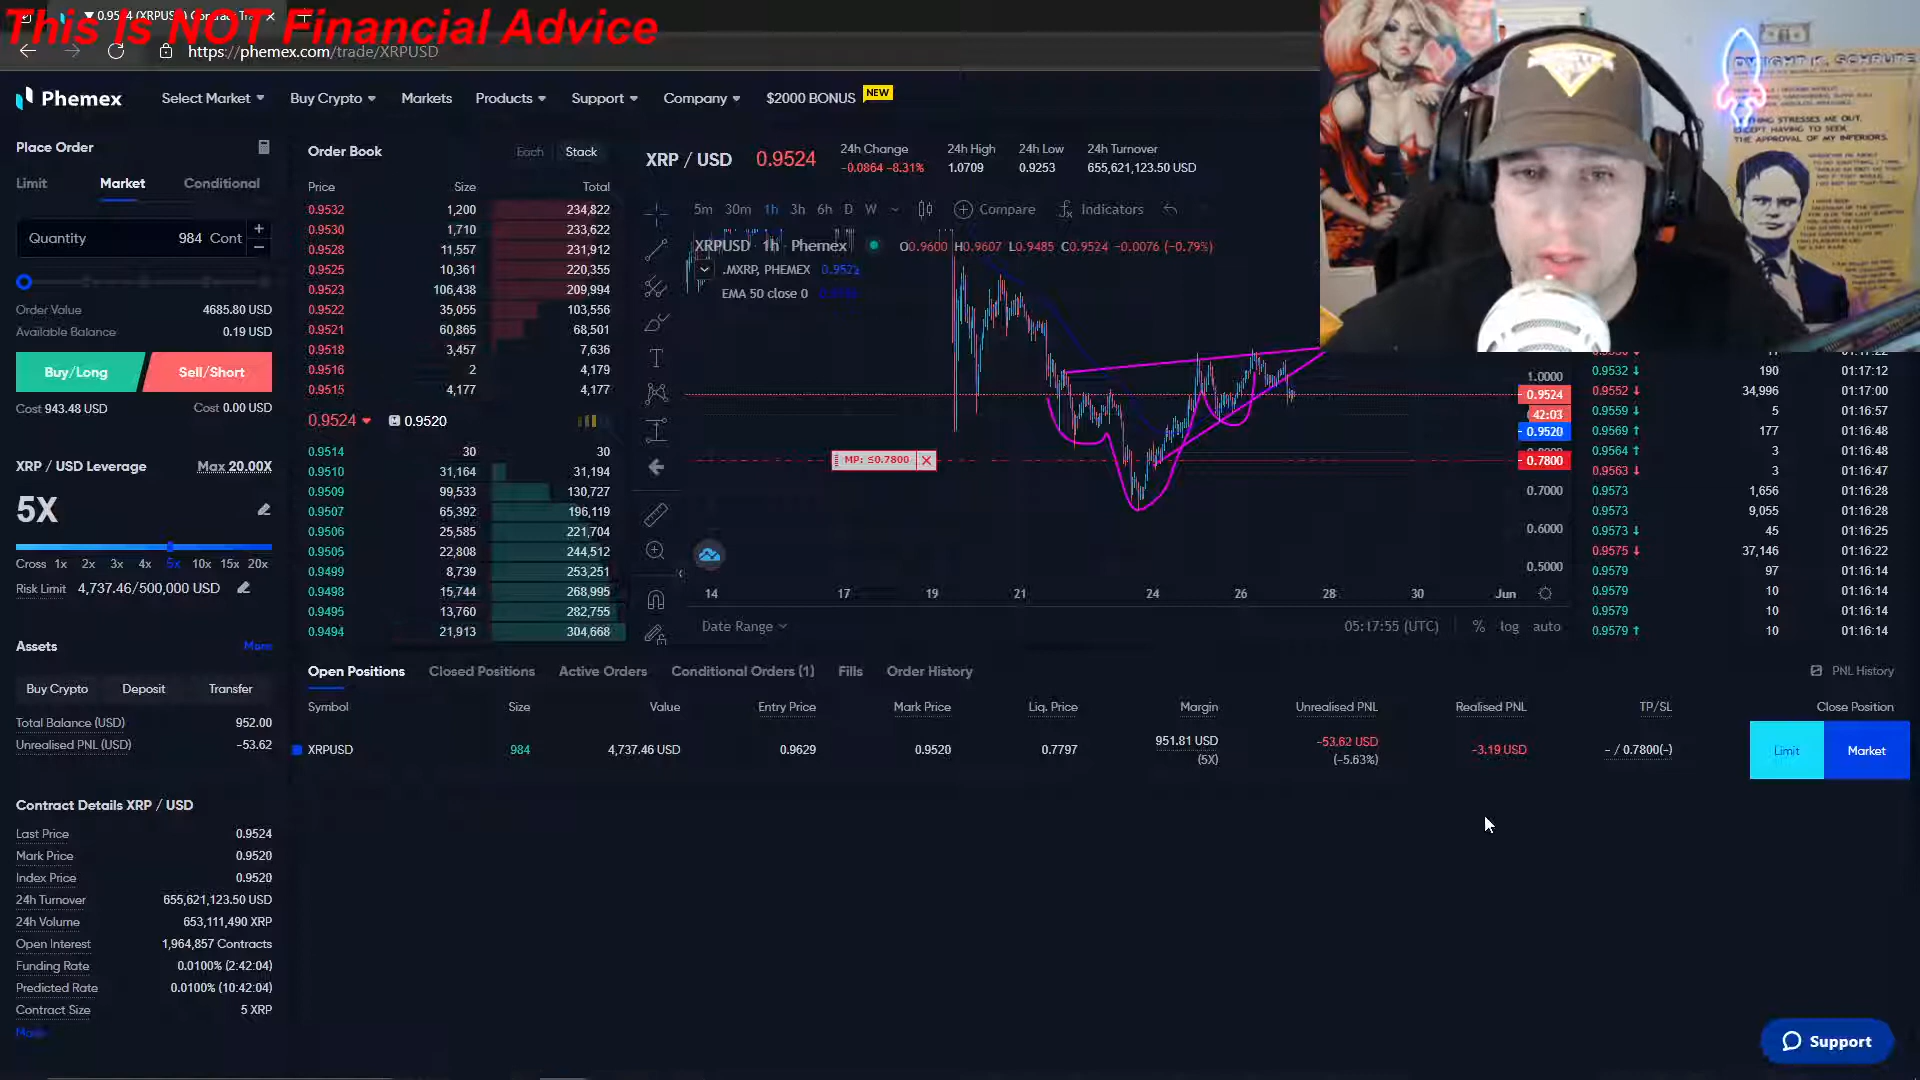 ▼ 0.9524 (XRPUSD) Contract Tra
This is NOT Financial Advice
https://phemex.com/trade/XRPUSD
Phemex
Select Market
Buy Crypto
Markets
Products
Support
Company
$2000 BONUS
NEW
Place Order
Limit Market Conditional
Quantity 984 Cont + −
Order Value 4685.80 USD
Available Balance 0.19 USD
Buy/Long Sell/Short
Cost 943.48 USD Cost 0.00 USD
XRP / USD Leverage Max 20.00X
5X
Cross 1x 2x 3x 4x 5x 10x 15x 20x
Risk Limit 4,737.46/500,000 USD
Assets More
Buy Crypto Deposit Transfer
Total Balance (USD) 952.00
Unrealised PNL (USD) -53.62
Contract Details XRP / USD
Last Price 0.9524
Mark Price 0.9520
Index Price 0.9520
24h Turnover 655,621,123.50 USD
24h Volume 653,111,490 XRP
Open Interest 1,964,857 Contracts
Funding Rate 0.0100% (2:42:04)
Predicted Rate 0.0100% (10:42:04)
Contract Size 5 XRP
More
Order Book Each Stack
Price Size Total
0.9532 1,200 234,822
0.9530 1,710 233,622
0.9528 11,557 231,912
0.9525 10,361 220,355
0.9523 106,438 209,994
0.9522 35,055 103,556
0.9521 60,865 68,501
0.9518 3,457 7,636
0.9516 2 4,179
0.9515 4,177 4,177
0.9524 0.9520
0.9514 30 30
0.9510 31,164 31,194
0.9509 99,533 130,727
0.9507 65,392 196,119
0.9506 25,585 221,704
0.9505 22,808 244,512
0.9499 8,739 253,251
0.9498 15,744 268,995
0.9495 13,760 282,755
0.9494 21,913 304,668
XRP / USD 0.9524
24h Change
-0.0864 -8.31%
24h High
1.0709
24h Low
0.9253
24h Turnover
655,621,123.50 USD
5m 30m 1h 3h 6h D W Compare Indicators
XRPUSD · 1h · Phemex O0.9600 H0.9607 L0.9485 C0.9524 -0.0076 (-0.79%)
.MXRP, PHEMEX
EMA 50 close 0
MP: ≤0.7800
1.0000
0.9524
42:03
0.9520
0.7800
0.7000
0.6000
0.5000
14 17 19 21 24 26 28 30 Jun
Date Range 05:17:55 (UTC) % log auto
DWIGHT K. SCHRUTE
0.9532 ↓ 190 01:17:12
0.9552 ↓ 34,996 01:17:00
0.9559 ↓ 5 01:16:57
0.9569 ↑ 177 01:16:48
0.9564 ↑ 3 01:16:48
0.9563 ↓ 3 01:16:47
0.9573 1,656 01:16:28
0.9573 9,055 01:16:28
0.9573 ↓ 45 01:16:25
0.9575 ↓ 37,146 01:16:22
0.9579 97 01:16:14
0.9579 10 01:16:14
0.9579 10 01:16:14
0.9579 ↑ 10 01:16:14
Open Positions Closed Positions Active Orders Conditional Orders (1) Fills Order History PNL History
Symbol Size Value Entry Price Mark Price Liq. Price Margin Unrealised PNL Realised PNL TP/SL Close Position
XRPUSD 984 4,737.46 USD 0.9629 0.9520 0.7797 951.81 USD -53.62 USD -3.19 USD - / 0.7800(-) Limit Market
(5X) (-5.63%)
Support